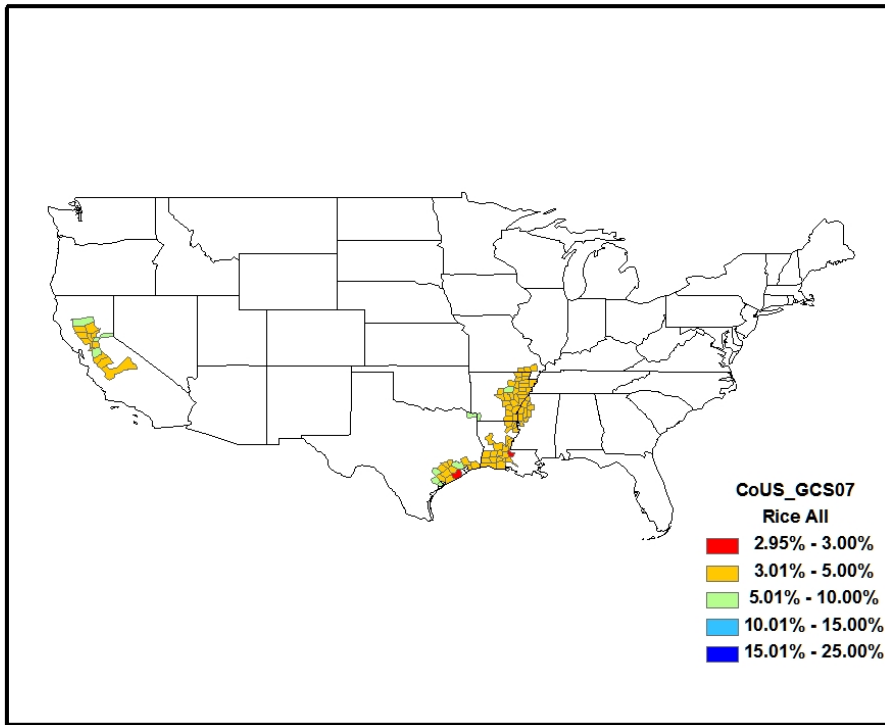 CoUS_GCS07
Rice All
2.95% - 3.00%
3.01% - 5.00%
5.01% - 10.00%
10.01% - 15.00%
15.01% - 25.00%